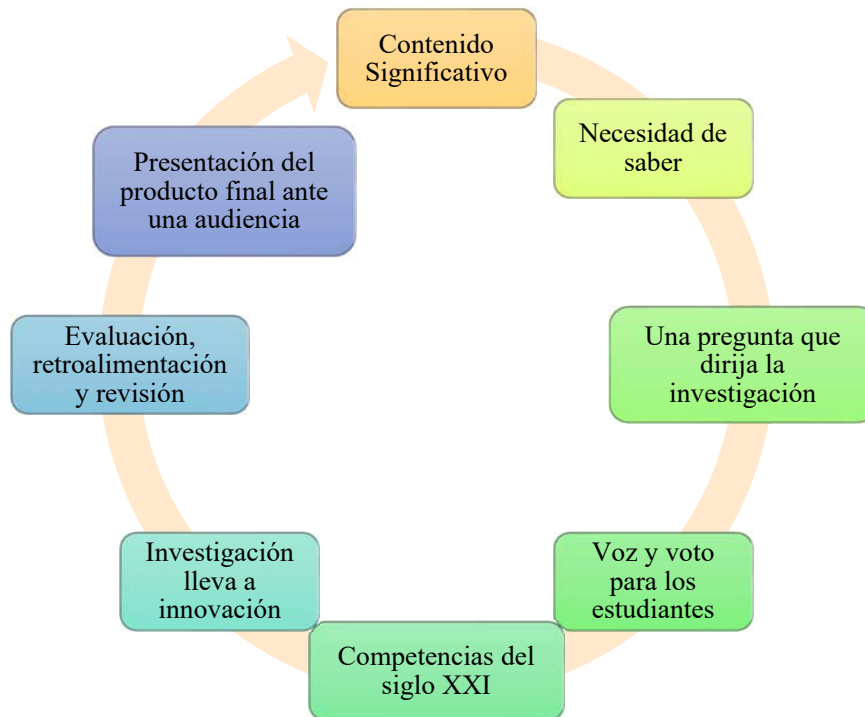 Contenido
Significativo
Necesidad de
saber
Una pregunta que
dirija la
investigación
Voz y voto
para los
estudiantes
Competencias del
siglo XXI
Investigación
lleva a
innovación
Evaluación,
retroalimentación
y revisión
Presentación del
producto final ante
una audiencia